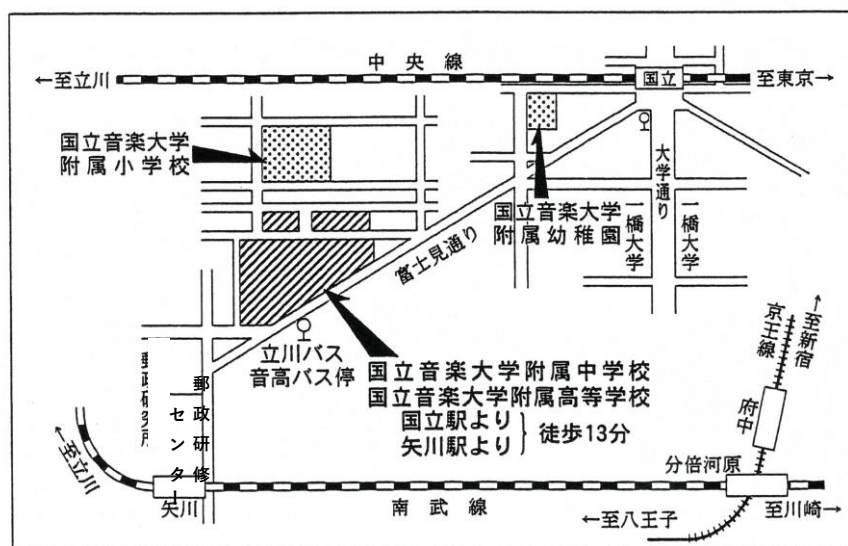 中央線
←至立川
国立
至東京→
国立音楽大学
附属小学校
大学通り
国立音楽大学
附属幼稚園
一橋大学
一橋大学
富士見通り
京王線
→至新宿
立川バス
音高バス停
国立音楽大学附属中学校
国立音楽大学附属高等学校
国立駅より
矢川駅より
}徒歩13分
郵政研究所
郵政研修センター
府中
分倍河原
←至立川
矢川
南武線
←至八王子
至川崎→